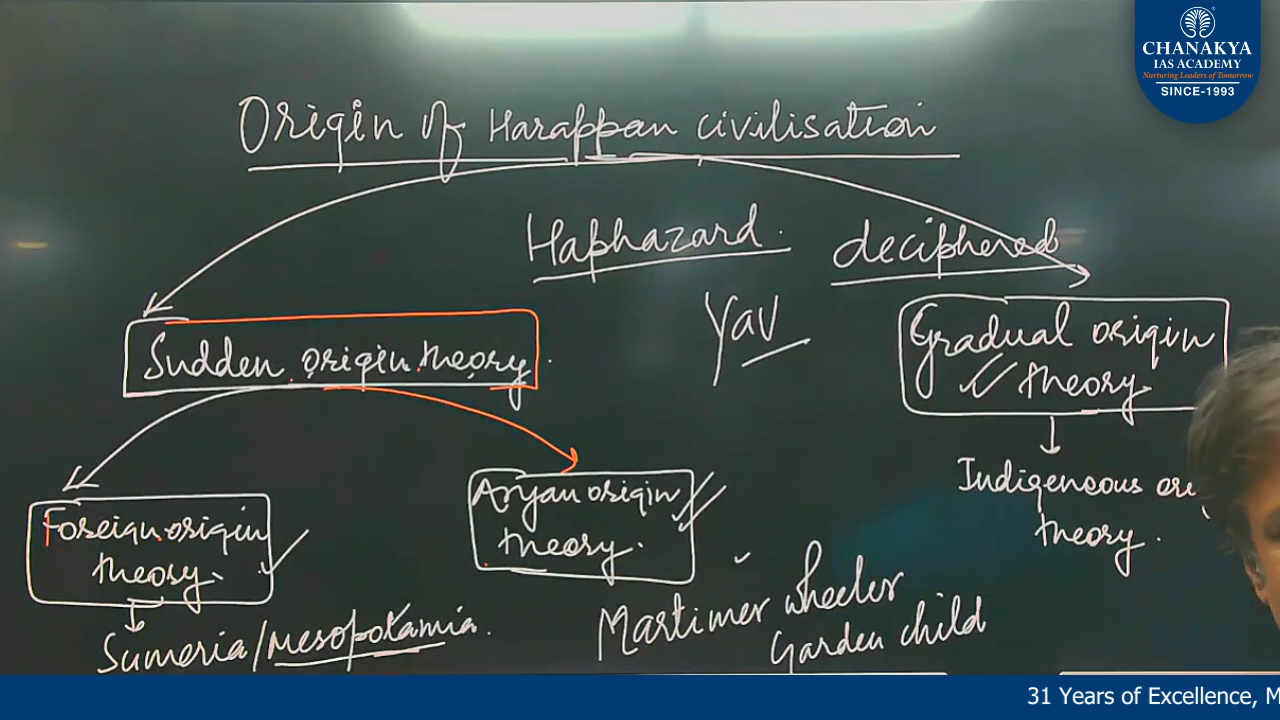 CHANAKYA
IAS ACADEMY
Nurturing Leaders of Tomorrow
SINCE-1993
Origin of Harappan civilisation
Haphazard. deciphered
Yav
Sudden origin theory.
Gradual origin
theory.
Foreign origin
theory.
Aryan origin
theory.
Indigeneous ori
theory.
Sumeria/Mesopotamia.
Martimer wheeler
Garden child
31 Years of Excellence, M